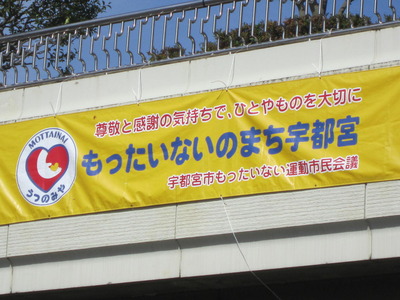 MOTTAINAI
うつのみや
尊敬と感謝の気持ちで、ひとやものを大切に
もったいないのまち宇都宮
宇都宮市もったいない運動市民会議